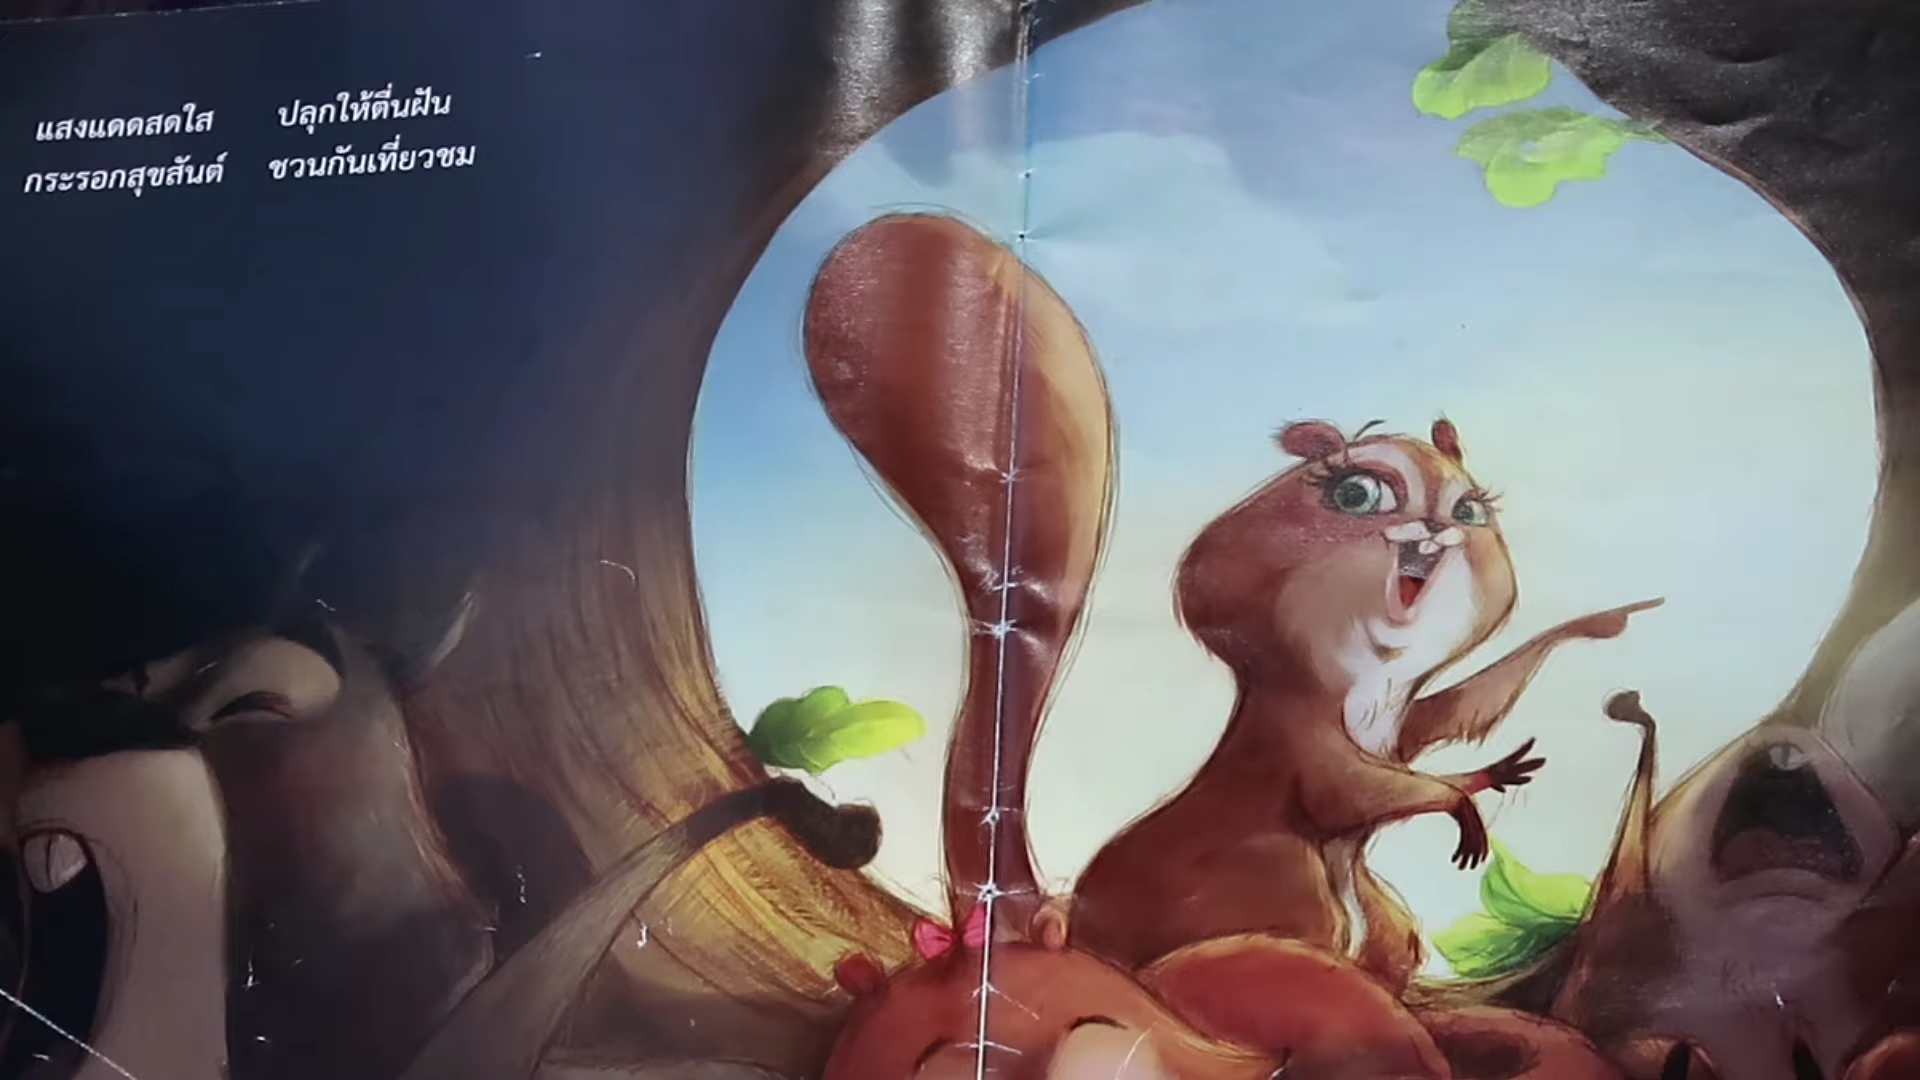 แสงแดดสดใส ปลุกให้ตื่นฝัน
กระรอกสุขสันต์ ชวนกันเที่ยวชม